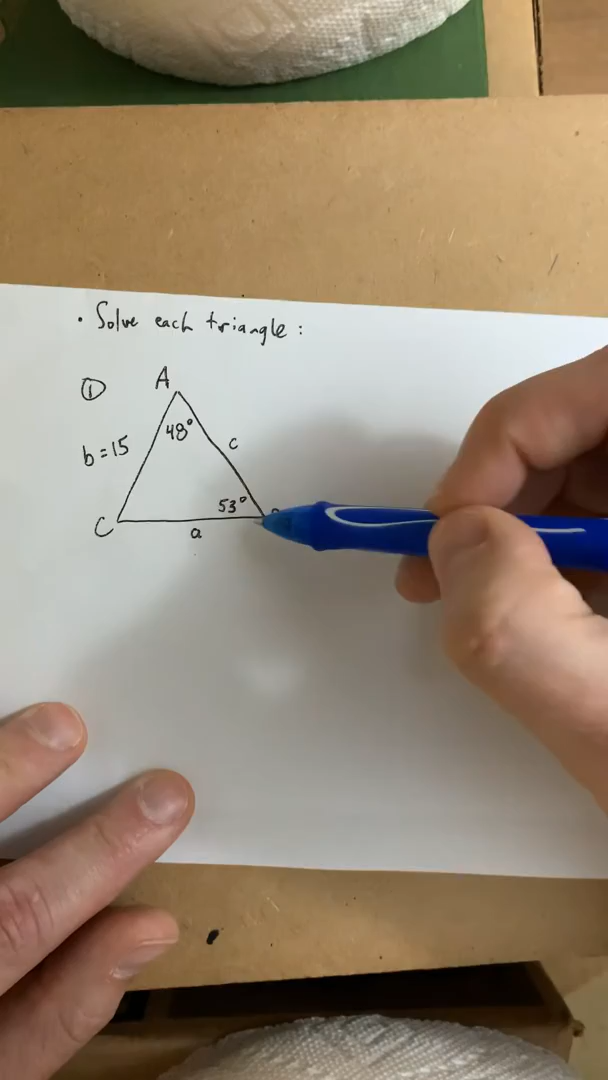 • Solve each triangle :
① A
48°
b = 15
c
53°
C
a